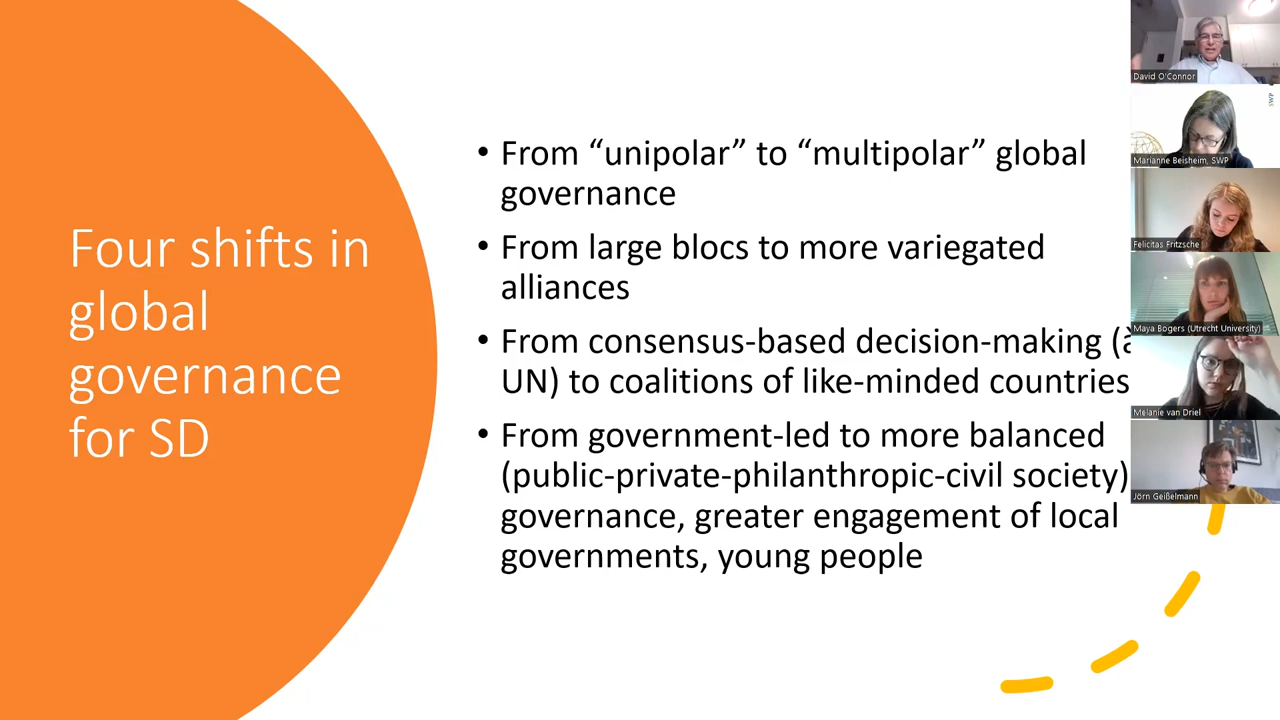 Four shifts in
global
governance
for SD
• From “unipolar” to “multipolar” global
governance
• From large blocs to more variegated
alliances
• From consensus-based decision-making (à
UN) to coalitions of like-minded countries
• From government-led to more balanced
(public-private-philanthropic-civil society)
governance, greater engagement of local
governments, young people
David O'Connor
SWP
Marianne Beisheim, SWP
Felicitas Fritzsche
Maya Bogers (Utrecht University)
Melanie van Driel
Jörn Geißelmann